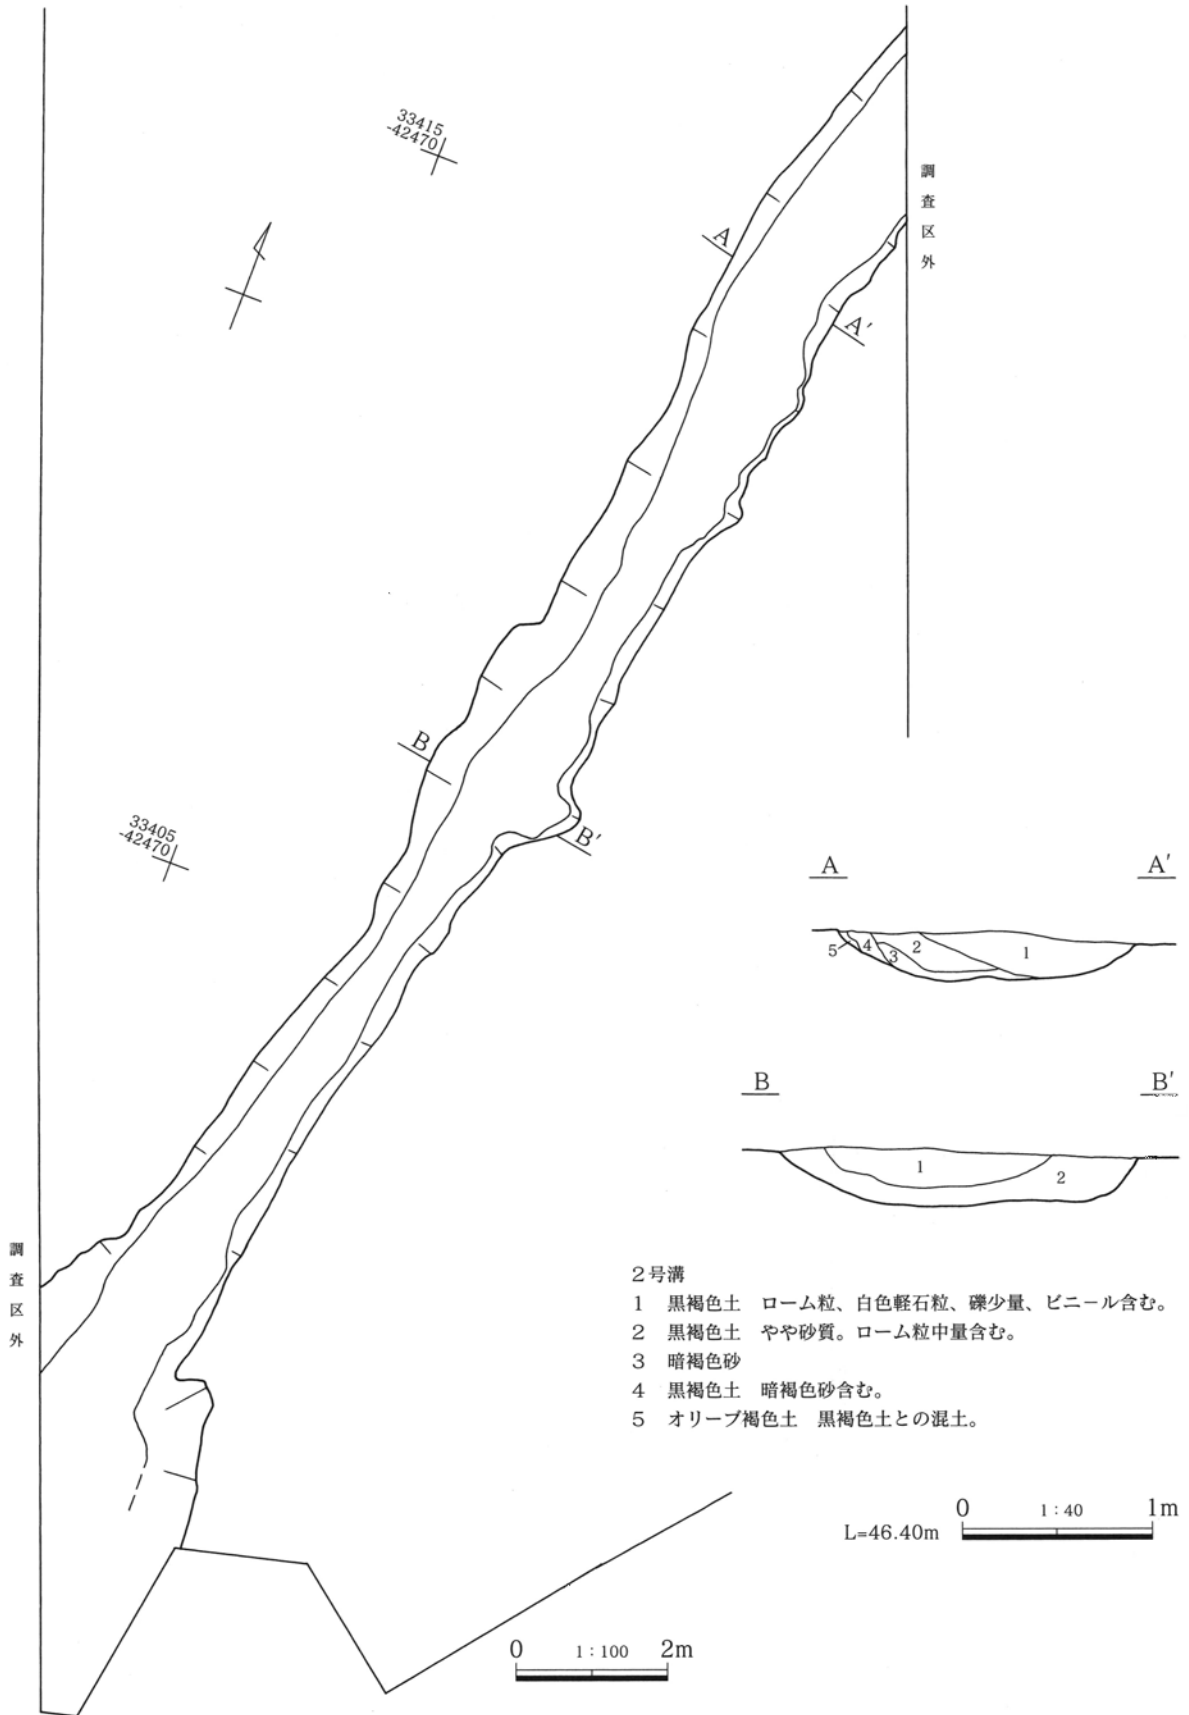 33415
-42470
調査区外
A
A′
B
B′
33405
-42470
A A′
5 4 3 2 1
B B′
1 2
調査区外
2号溝
1 黒褐色土 ローム粒、白色軽石粒、礫少量、ビニール含む。
2 黒褐色土 やや砂質。ローム粒中量含む。
3 暗褐色砂
4 黒褐色土 暗褐色砂含む。
5 オリーブ褐色土 黒褐色土との混土。
L=46.40m 0 1:40 1m
0 1:100 2m